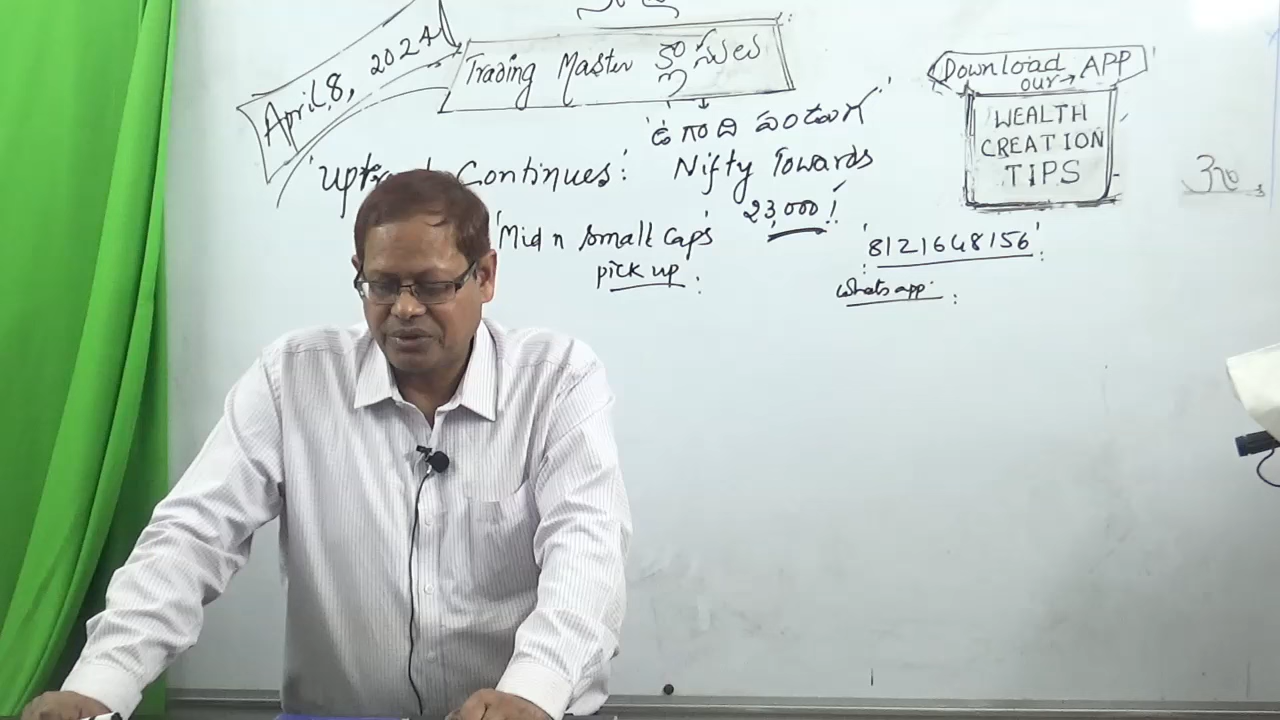 April 8, 2024
Trading Master క్లాసులు
Download
our→ APP
WEALTH
CREATION
TIPS
'ఉగాది పండుగ'
Continues:' Nifty Towards
23,000!
'Mid n small caps'
pick up :
'8121648156'
Whatsapp :